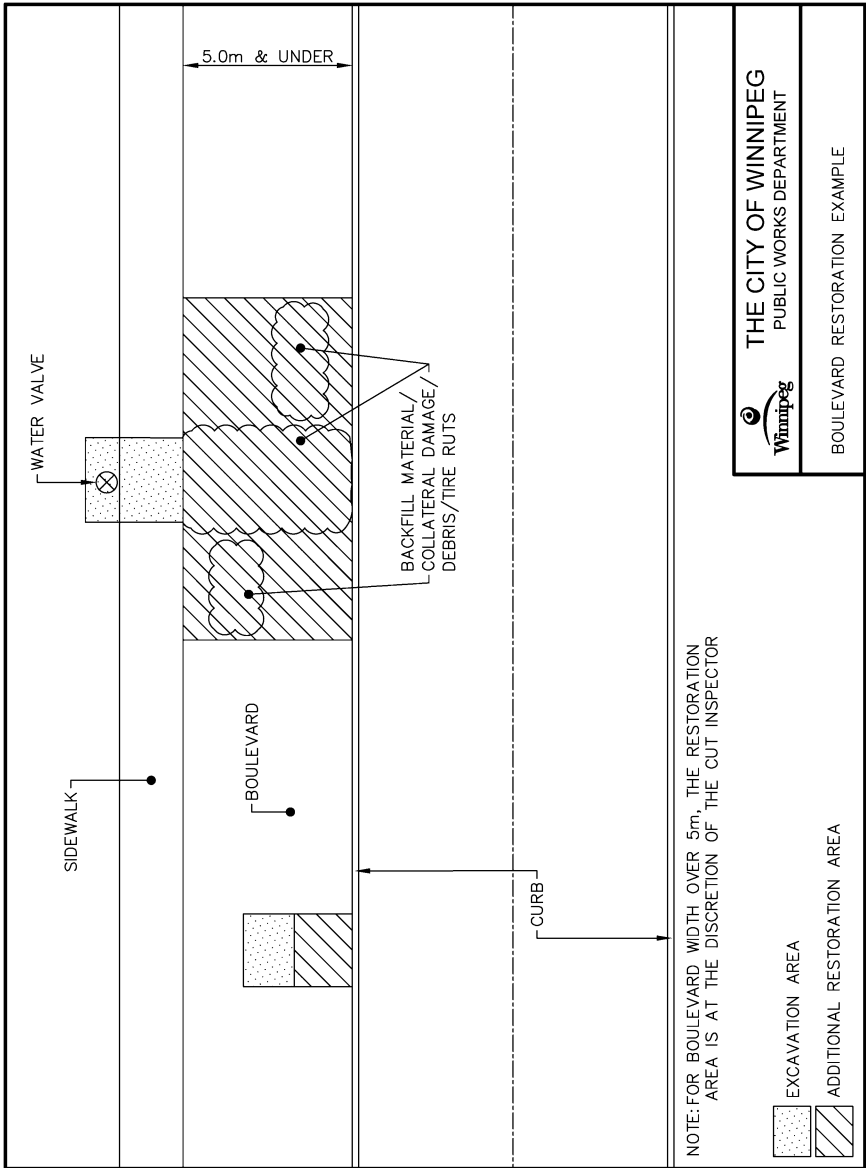 WATER VALVE
5.0m & UNDER
SIDEWALK
BOULEVARD
BACKFILL MATERIAL/
COLLATERAL DAMAGE/
DEBRIS/TIRE RUTS
CURB
NOTE: FOR BOULEVARD WIDTH OVER 5m, THE RESTORATION
AREA IS AT THE DISCRETION OF THE CUT INSPECTOR
EXCAVATION AREA
ADDITIONAL RESTORATION AREA
Winnipeg
THE CITY OF WINNIPEG
PUBLIC WORKS DEPARTMENT
BOULEVARD RESTORATION EXAMPLE